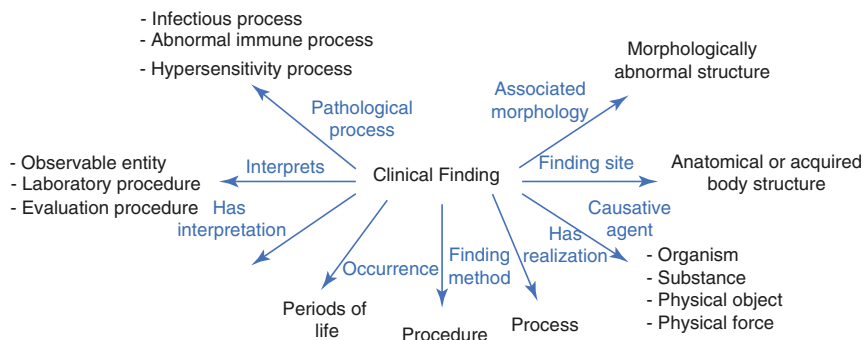 - Infectious process
- Abnormal immune process
- Hypersensitivity process
Morphologically
abnormal structure
Associated
morphology
Pathological
process
- Observable entity
- Laboratory procedure
- Evaluation procedure
Interprets
Clinical Finding
Finding site
Anatomical or acquired
body structure
Has
interpretation
Causative
agent
Has
realization
Occurrence
Finding
method
- Organism
- Substance
- Physical object
- Physical force
Periods of
life
Procedure
Process